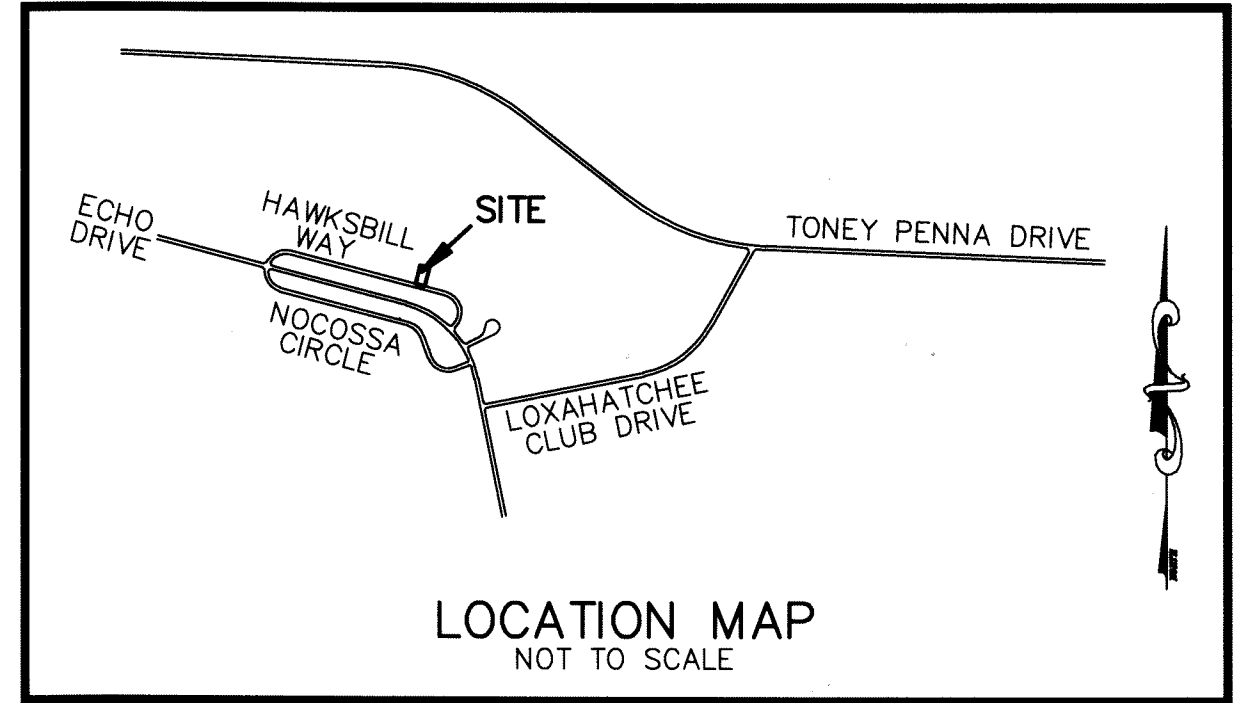 ECHO
DRIVE
HAWKSBILL
WAY
SITE
TONEY PENNA DRIVE
NOCOSSA
CIRCLE
LOXAHATCHEE
CLUB DRIVE
LOCATION MAP
NOT TO SCALE